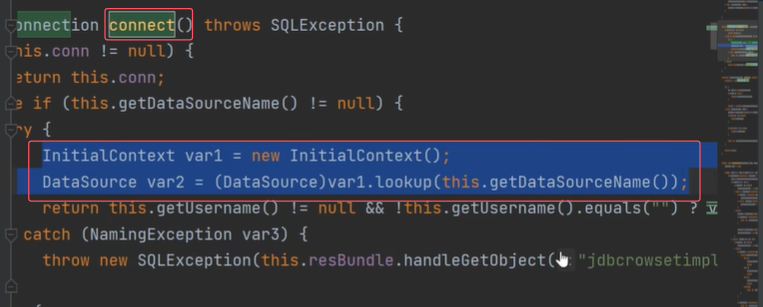 onnection connect() throws SQLException {
his.conn != null) {
eturn this.conn;
e if (this.getDataSourceName() != null) {
ry {
InitialContext var1 = new InitialContext();
DataSource var2 = (DataSource)var1.lookup(this.getDataSourceName());
return this.getUsername() != null && !this.getUsername().equals("") ? v
catch (NamingException var3) {
throw new SQLException(this.resBundle.handleGetObject( "jdbcrowsetimpl